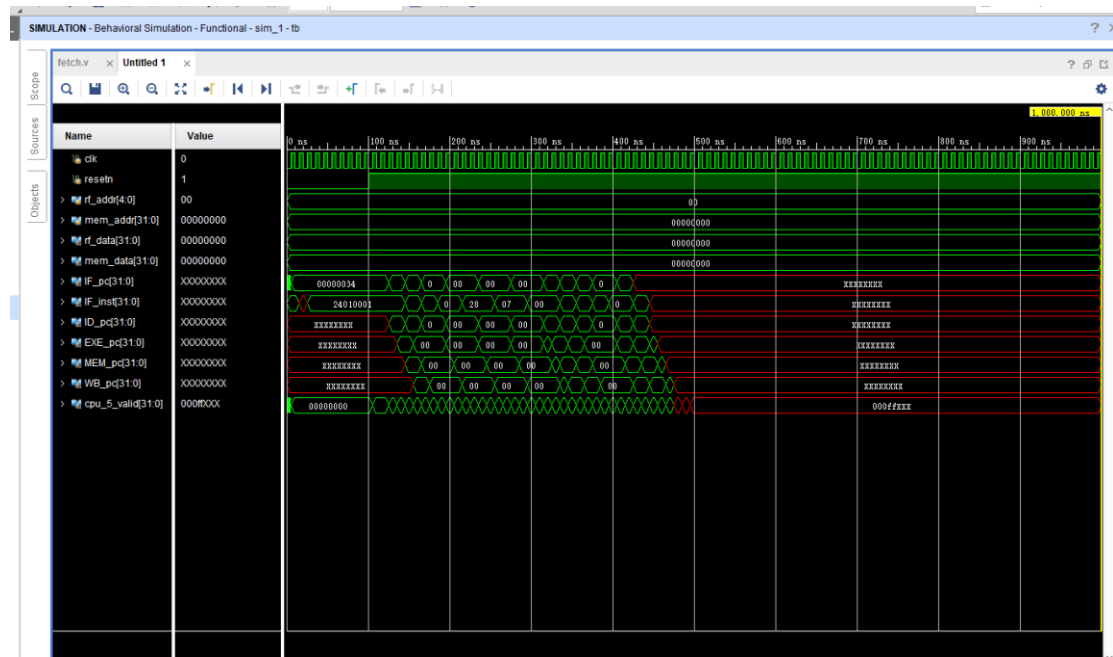 SIMULATION - Behavioral Simulation - Functional - sim_1 - tb
?
fetch.v × Untitled 1 ×
?
Scope
Sources
Objects
1,000.000 ns
Name Value
0 ns 100 ns 200 ns 300 ns 400 ns 500 ns 600 ns 700 ns 800 ns 900 ns
clk 0
resetn 1
> rf_addr[4:0] 00 00
> mem_addr[31:0] 00000000 00000000
> rf_data[31:0] 00000000 00000000
> mem_data[31:0] 00000000 00000000
> IF_pc[31:0] XXXXXXXX 00000034 0 00 00 00 0 XXXXXXXX
> IF_inst[31:0] XXXXXXXX 24010001 0 28 07 00 0 XXXXXXXX
> ID_pc[31:0] XXXXXXXX XXXXXXXX 0 00 00 00 0 XXXXXXXX
> EXE_pc[31:0] XXXXXXXX XXXXXXXX 00 00 00 00 00 XXXXXXXX
> MEM_pc[31:0] XXXXXXXX XXXXXXXX 00 00 00 00 00 XXXXXXXX
> WB_pc[31:0] XXXXXXXX XXXXXXXX 00 00 00 00 00 XXXXXXXX
> cpu_5_valid[31:0] 000ffXXX 00000000 000ffXXX